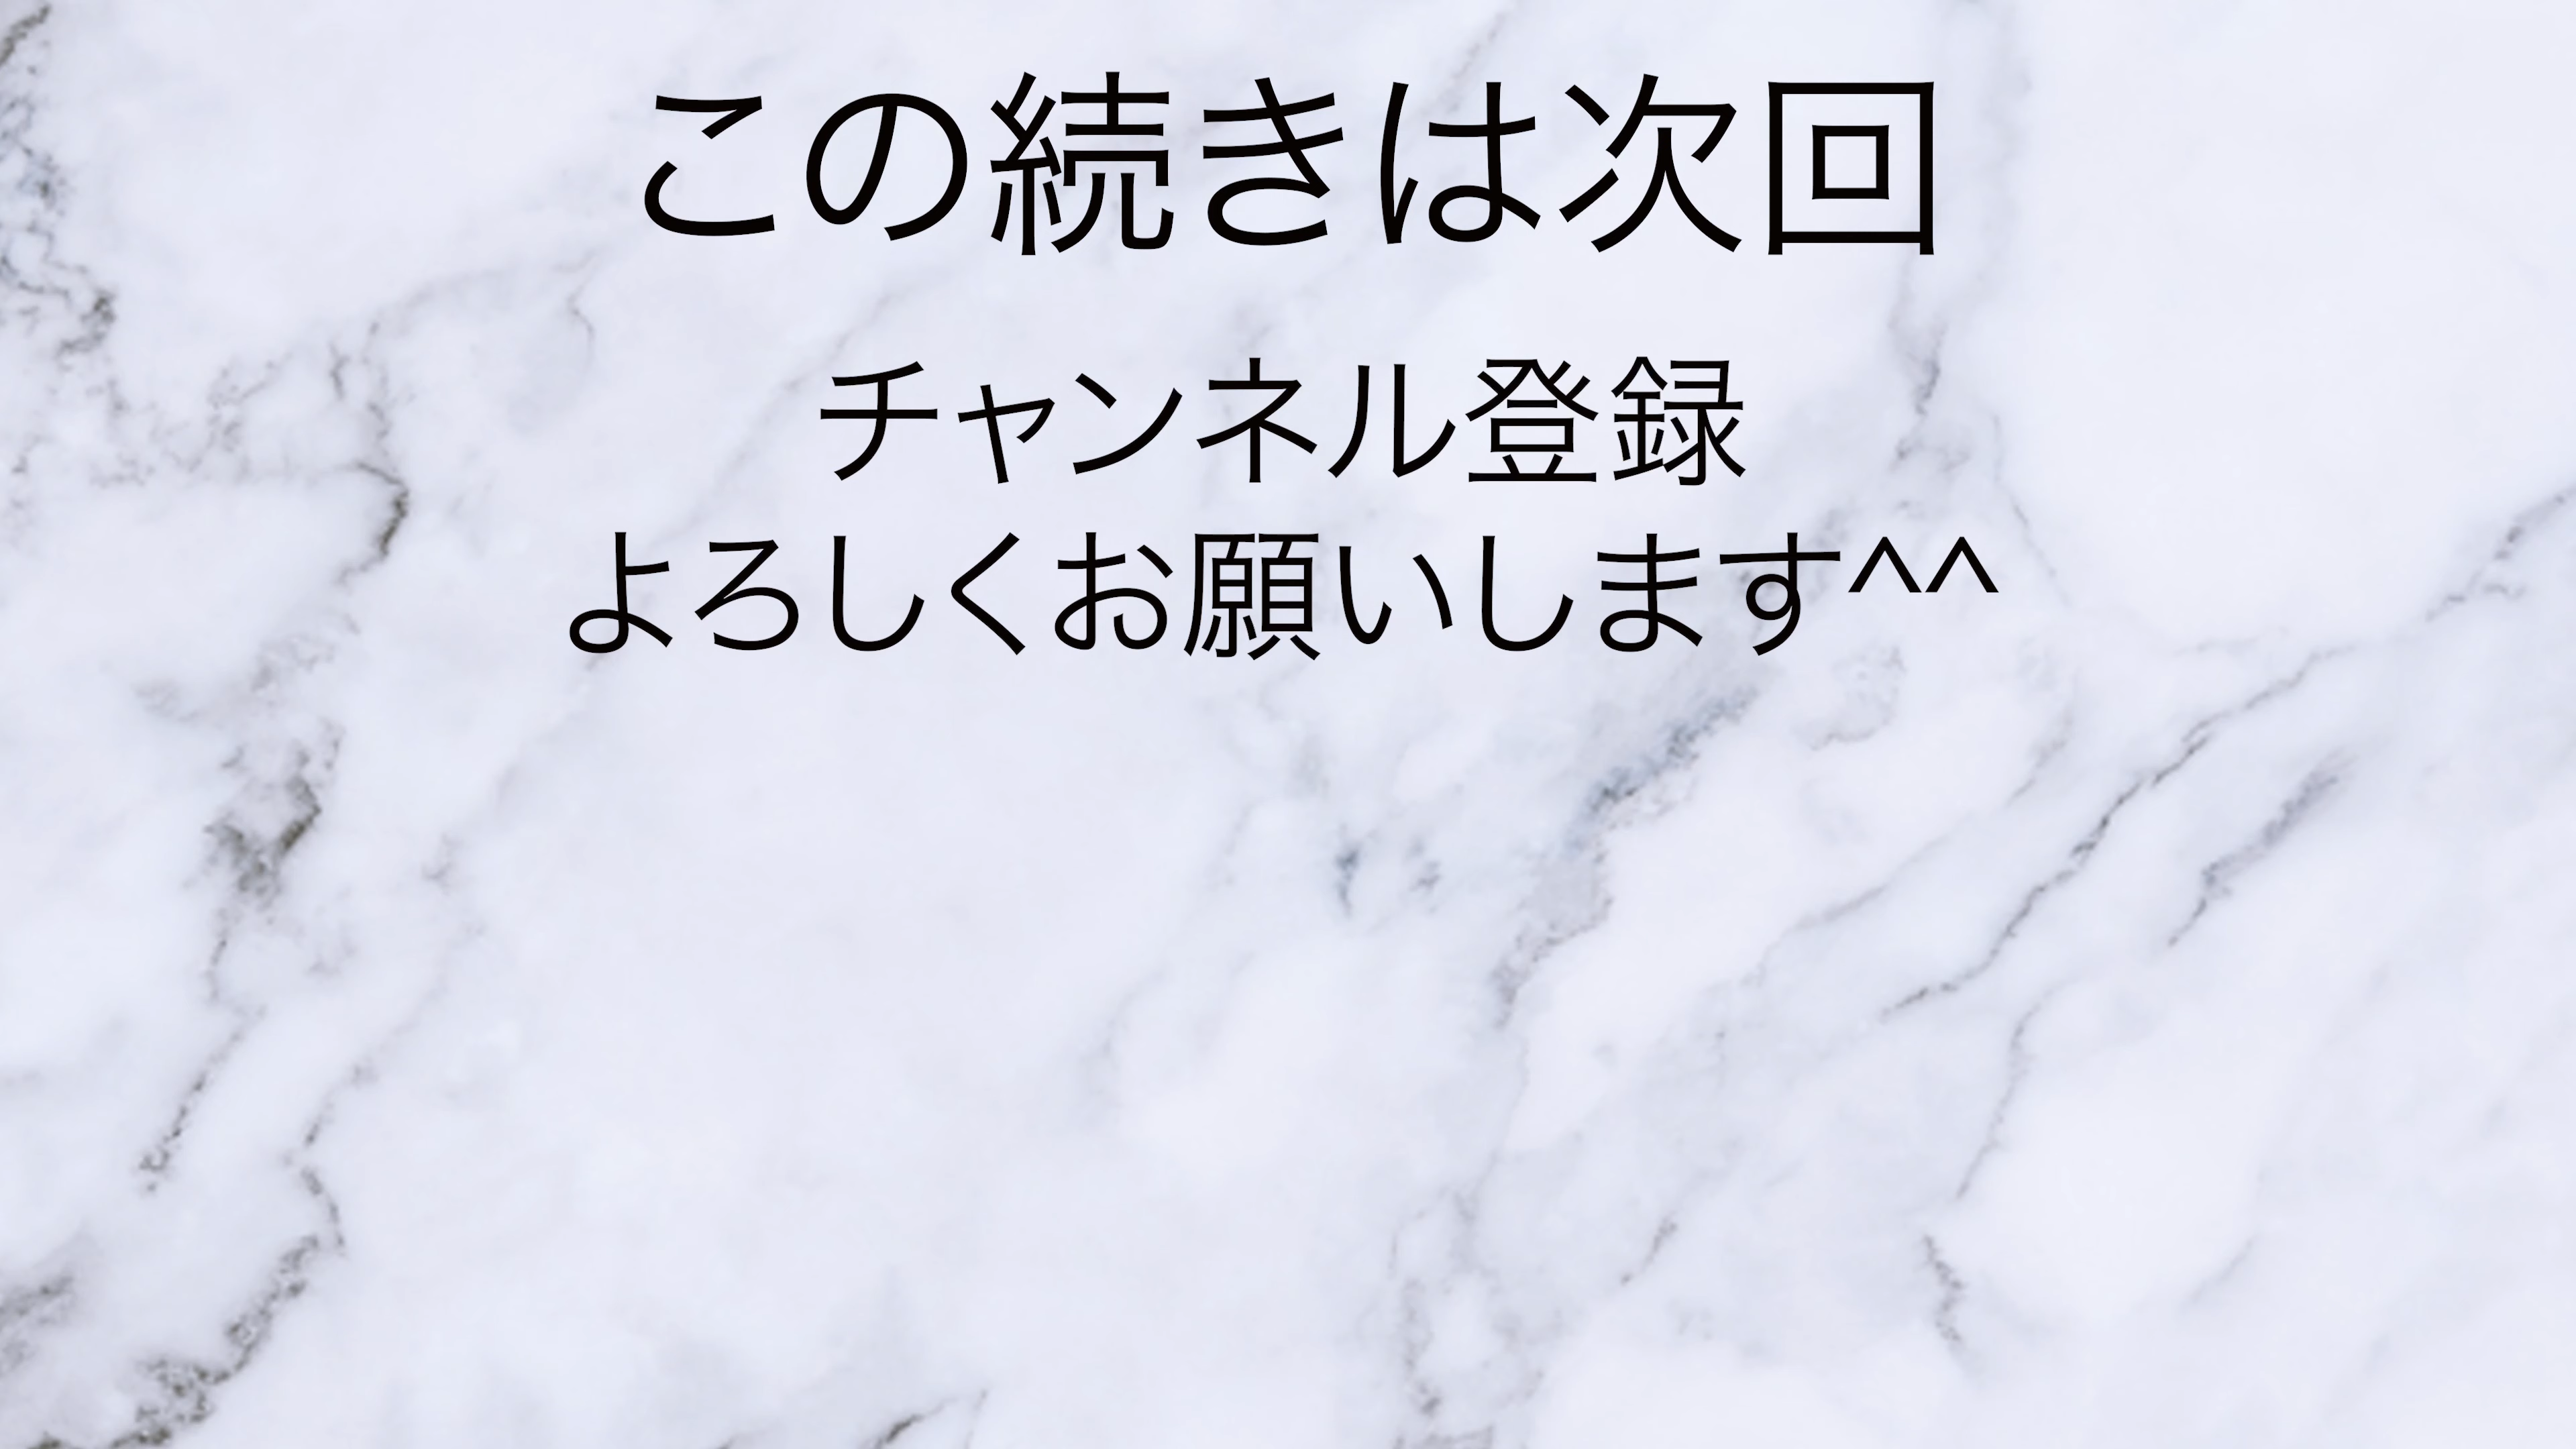 この続きは次回
チャンネル登録
よろしくお願いします^^